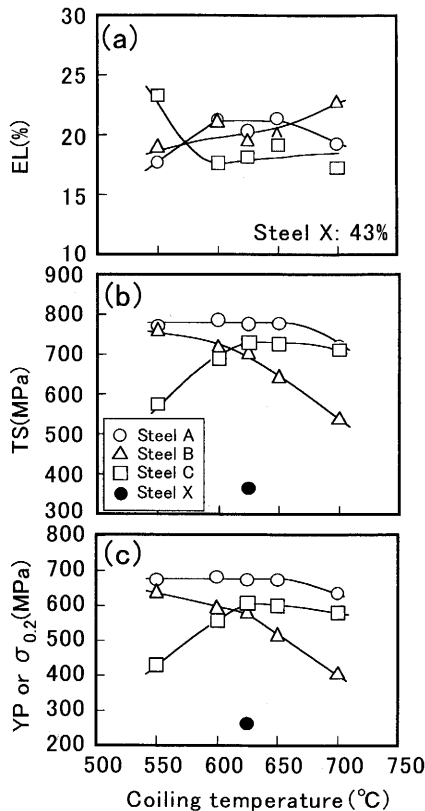 30
(a)
25
20
15
10
EL(%)
Steel X: 43%
900
(b)
800
700
600
500
400
300
TS(MPa)
Steel A
Steel B
Steel C
Steel X
800
(c)
700
600
500
400
300
200
YP or σ0.2(MPa)
500 550 600 650 700 750
Coiling temperature(℃)